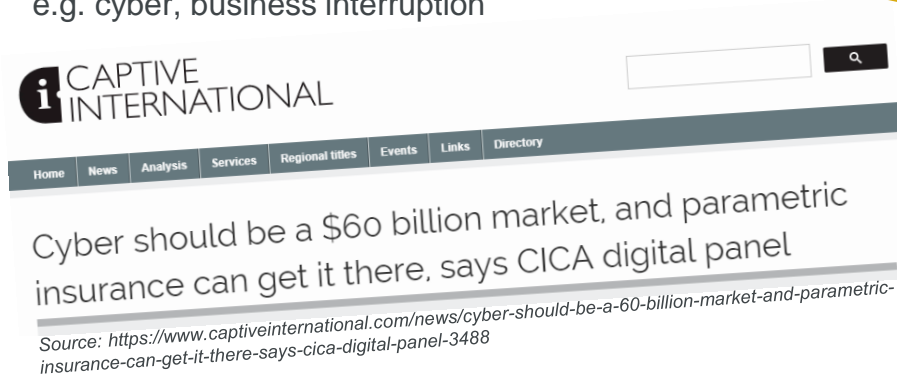 e.g. cyber, business interruption
i CAPTIVE
INTERNATIONAL
Home News Analysis Services Regional titles Events Links Directory
Cyber should be a $60 billion market, and parametric
insurance can get it there, says CICA digital panel
Source: https://www.captiveinternational.com/news/cyber-should-be-a-60-billion-market-and-parametric-
insurance-can-get-it-there-says-cica-digital-panel-3488